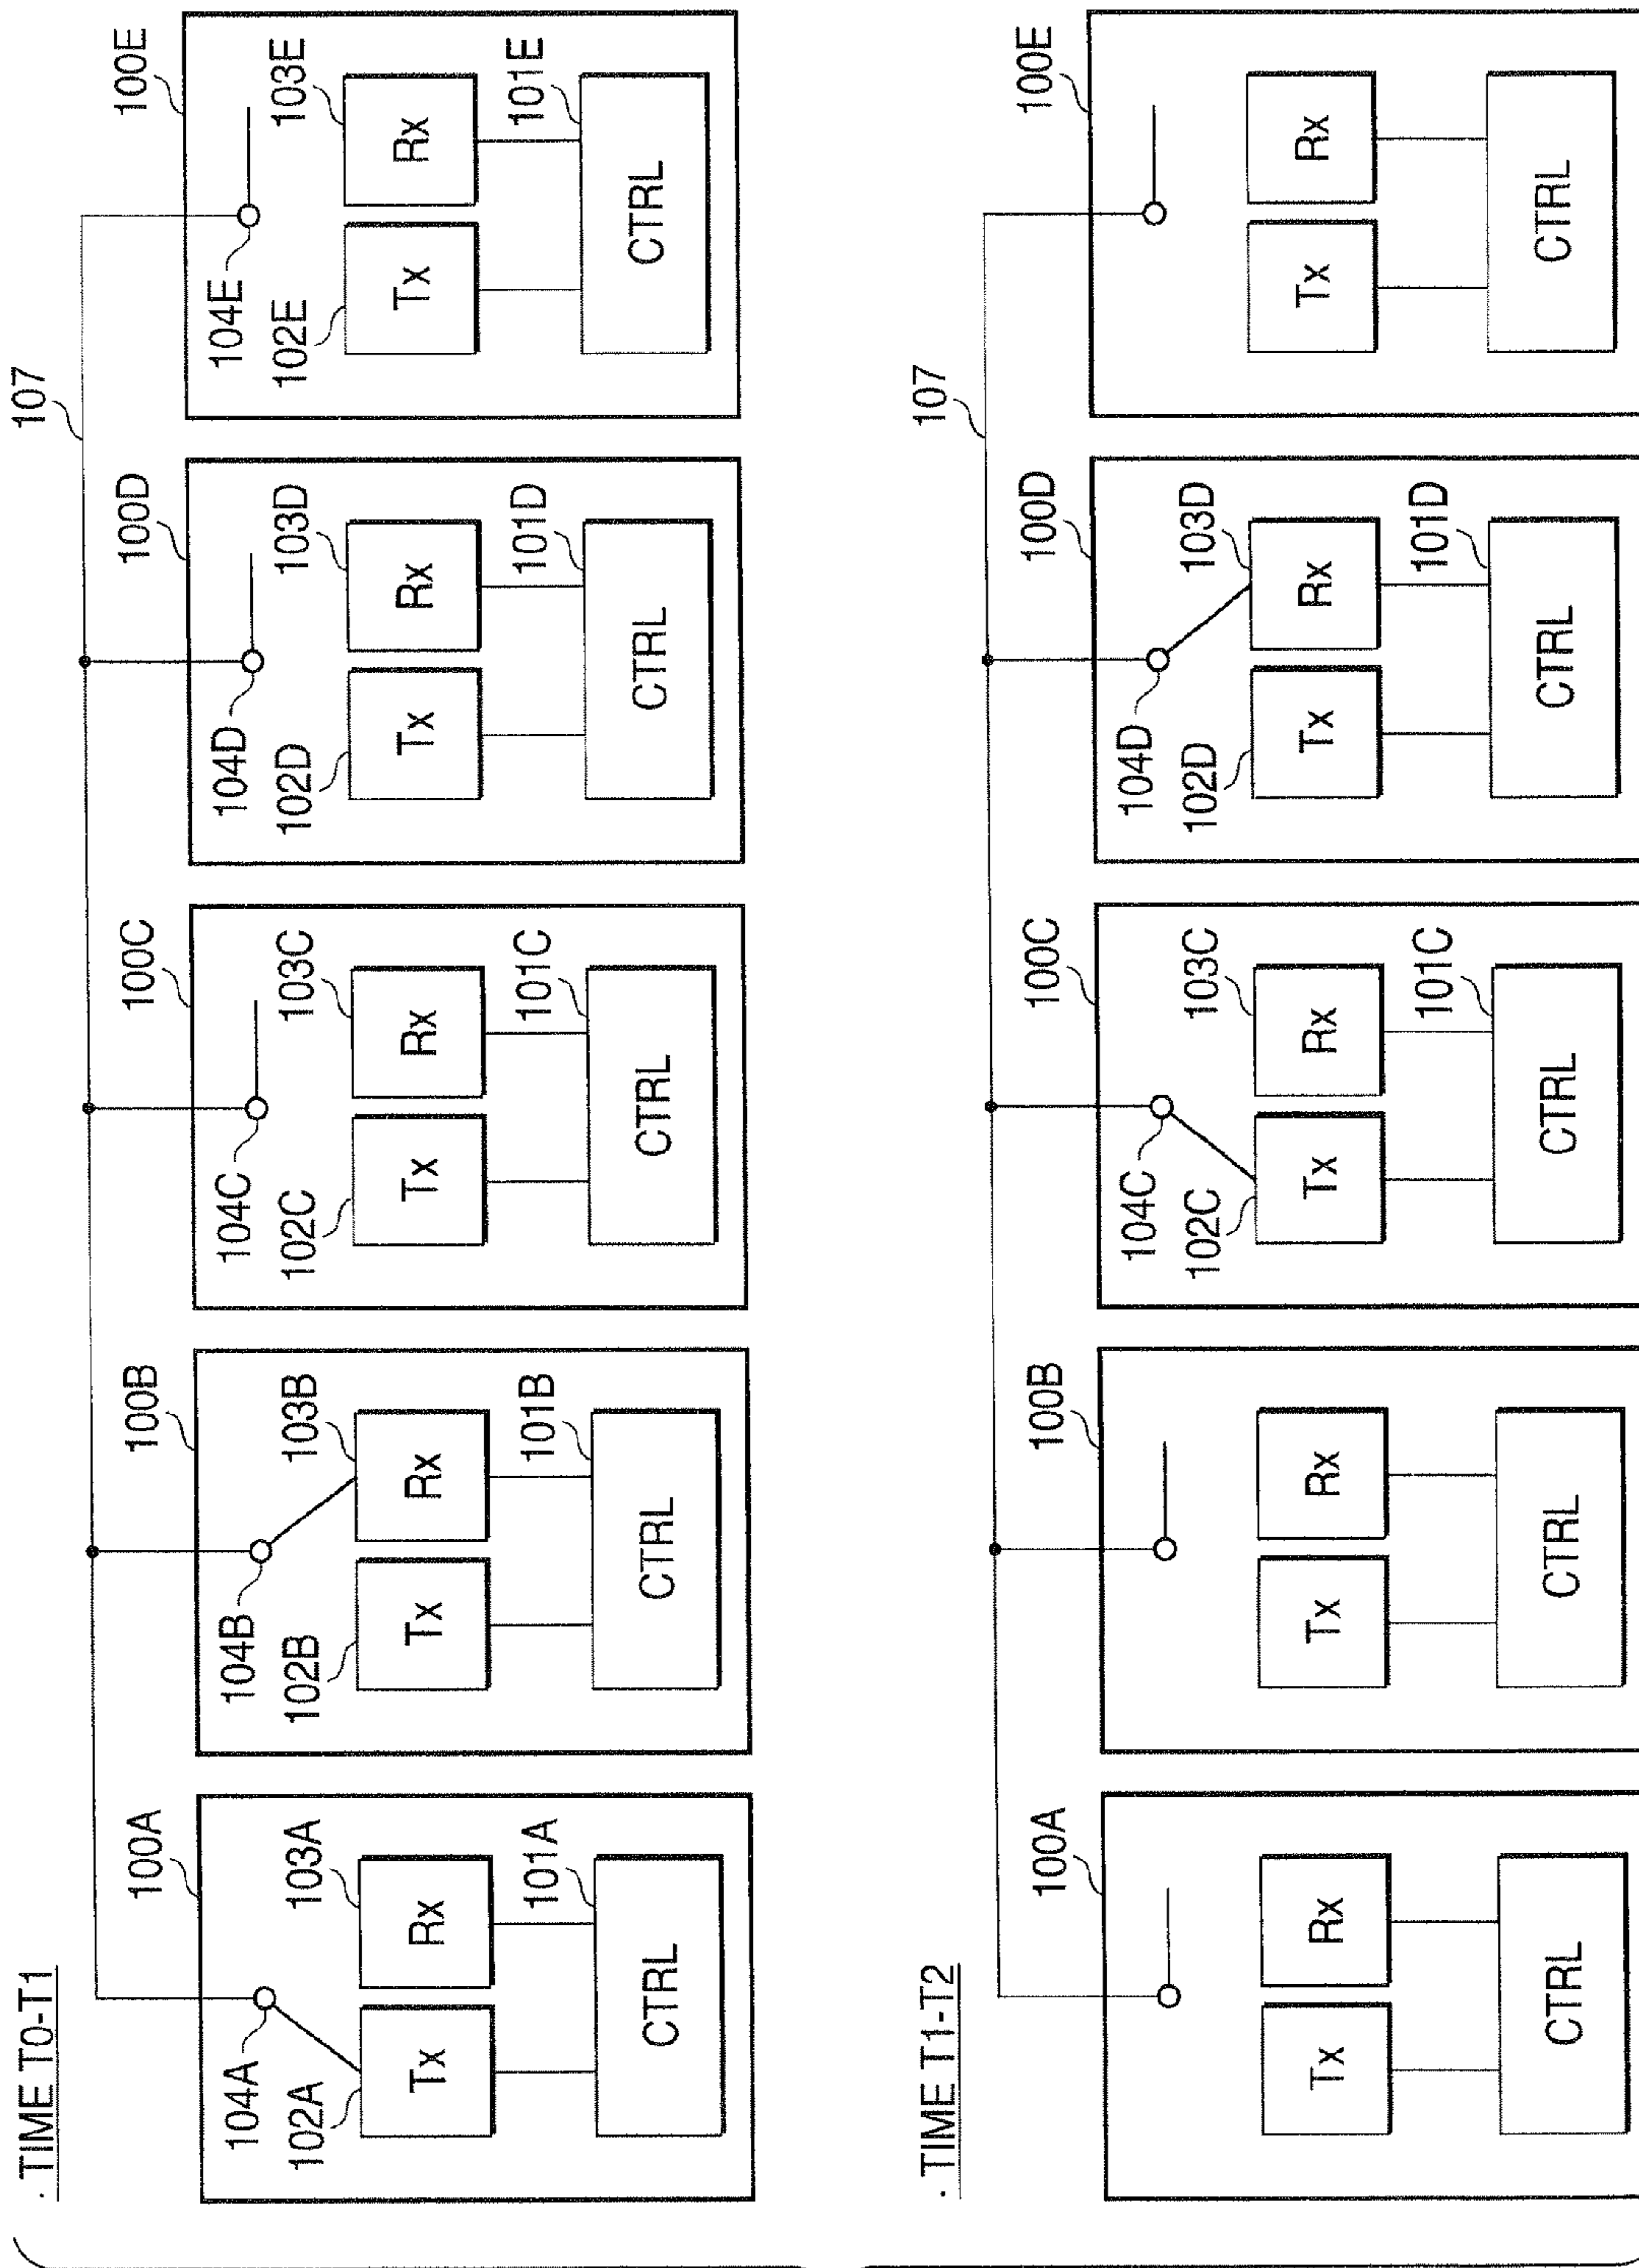 · TIME T0-T1
107
100A
100B
100C
100D
100E
104A
104B
104C
104D
104E
102A
103A
102B
103B
102C
103C
102D
103D
102E
103E
Tx
Rx
Tx
Rx
Tx
Rx
Tx
Rx
Tx
Rx
101A
101B
101C
101D
101E
CTRL
CTRL
CTRL
CTRL
CTRL
· TIME T1-T2
107
100A
100B
100C
100D
100E
104C
104D
102C
103C
102D
103D
Tx
Rx
Tx
Rx
Tx
Rx
Tx
Rx
Tx
Rx
101C
101D
CTRL
CTRL
CTRL
CTRL
CTRL